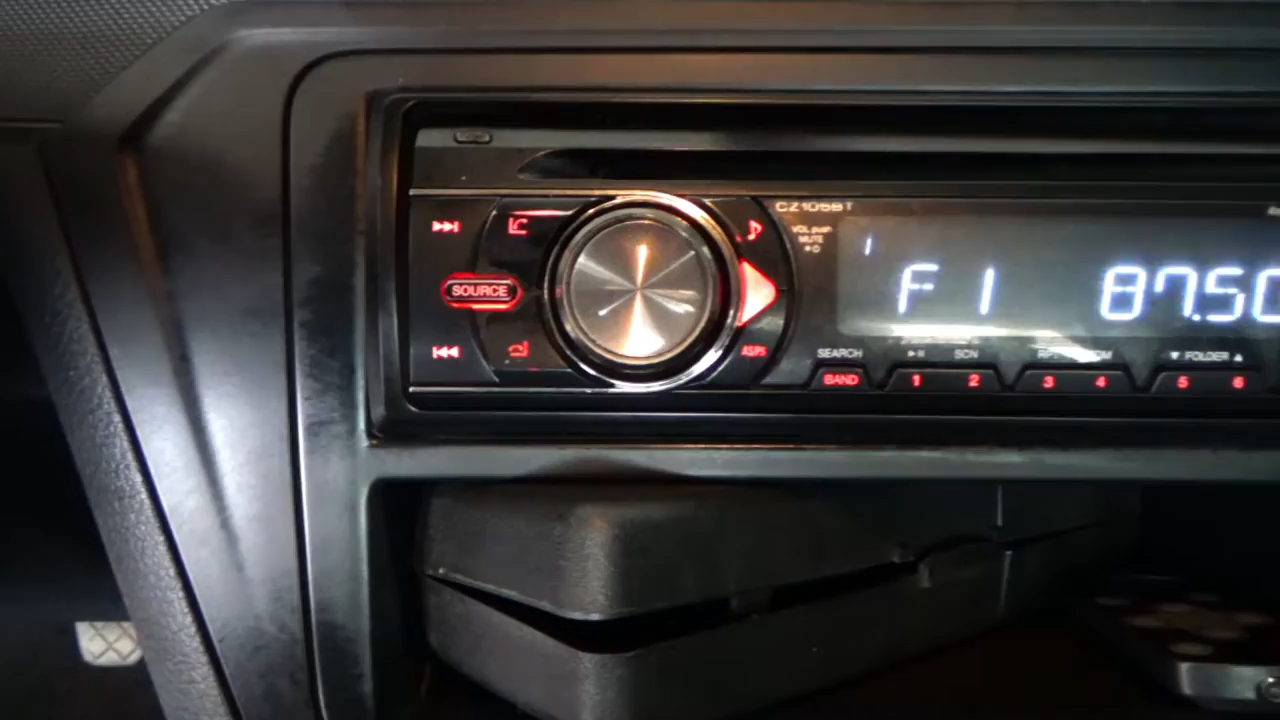 CZ105BT
VOL push
MUTE
SOURCE
1
F1 87.50
ASPS
SEARCH SCN FOLDER
BAND 1 2 3 4 5 6